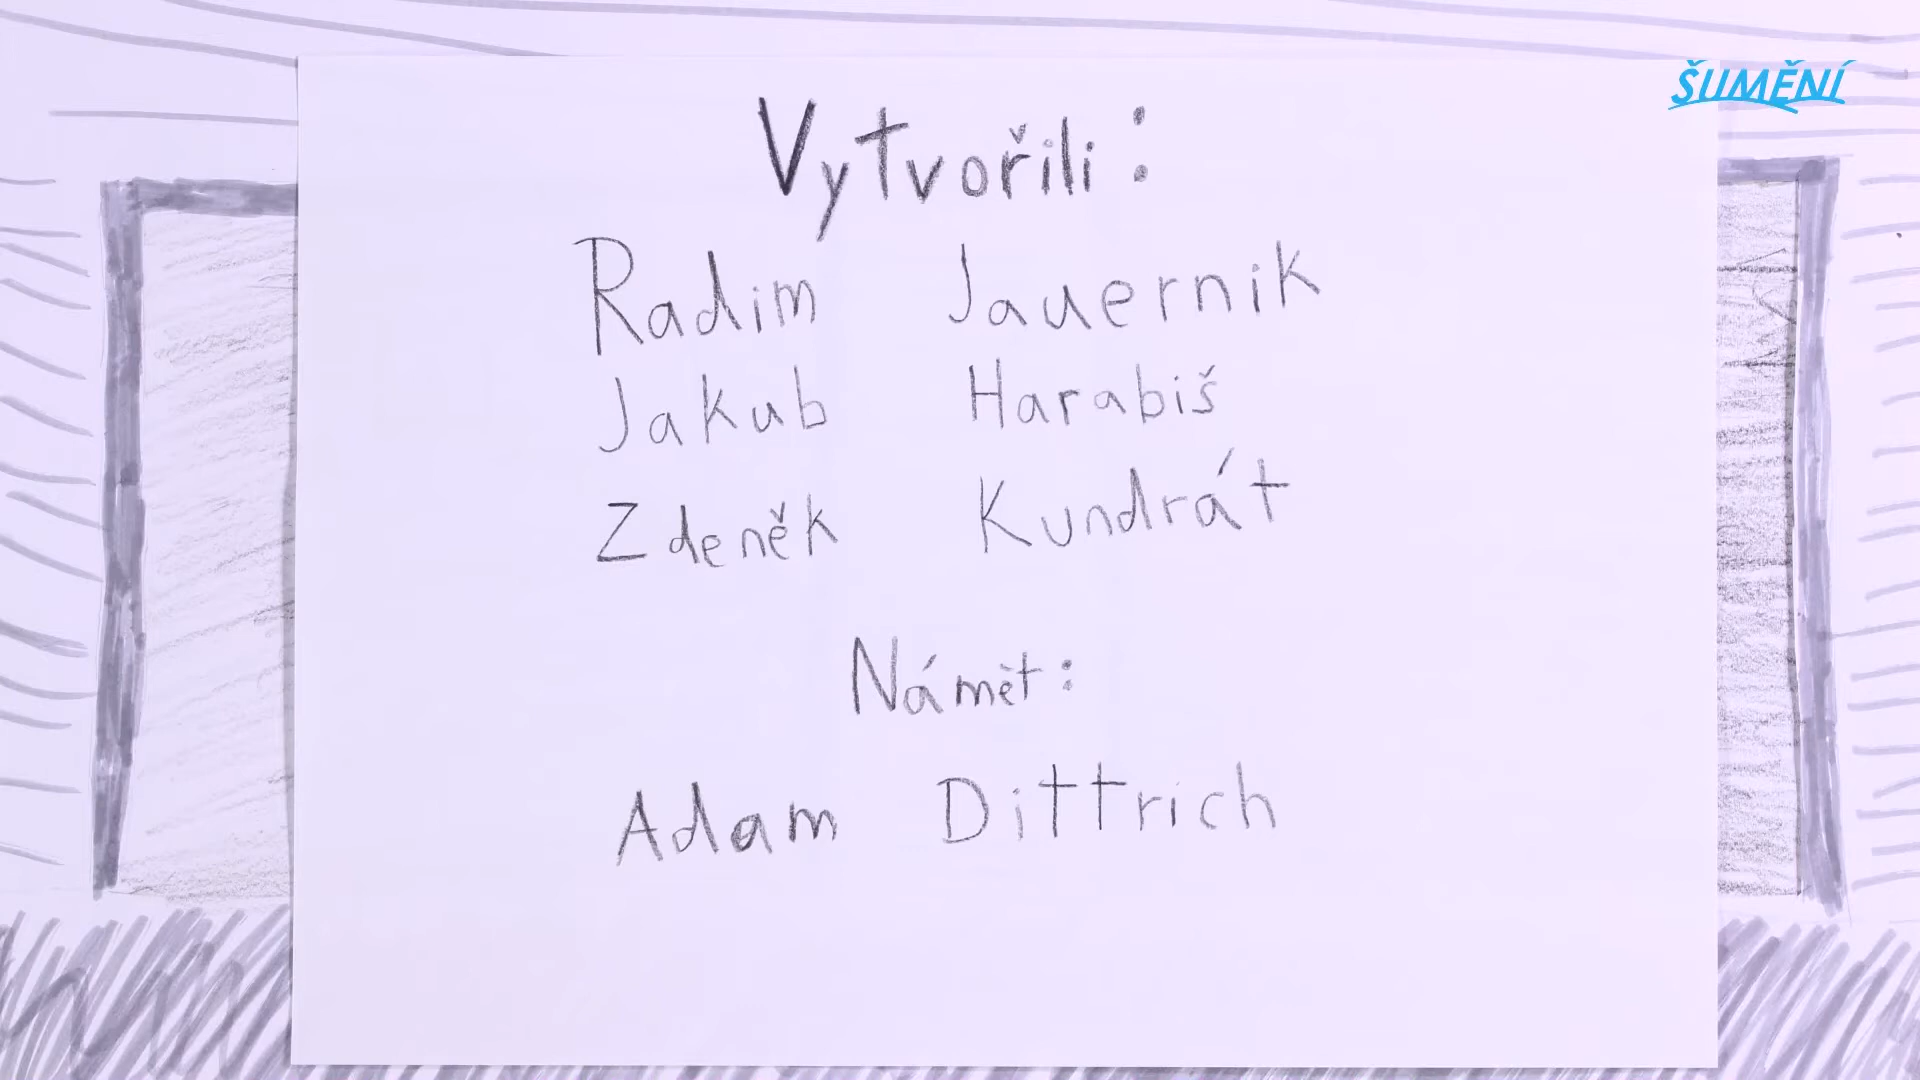 ŠUMĚNÍ
Vytvořili:
Radim Jauernik
Jakub Harabiš
Zdeněk Kundrát
Námět:
Adam Dittrich